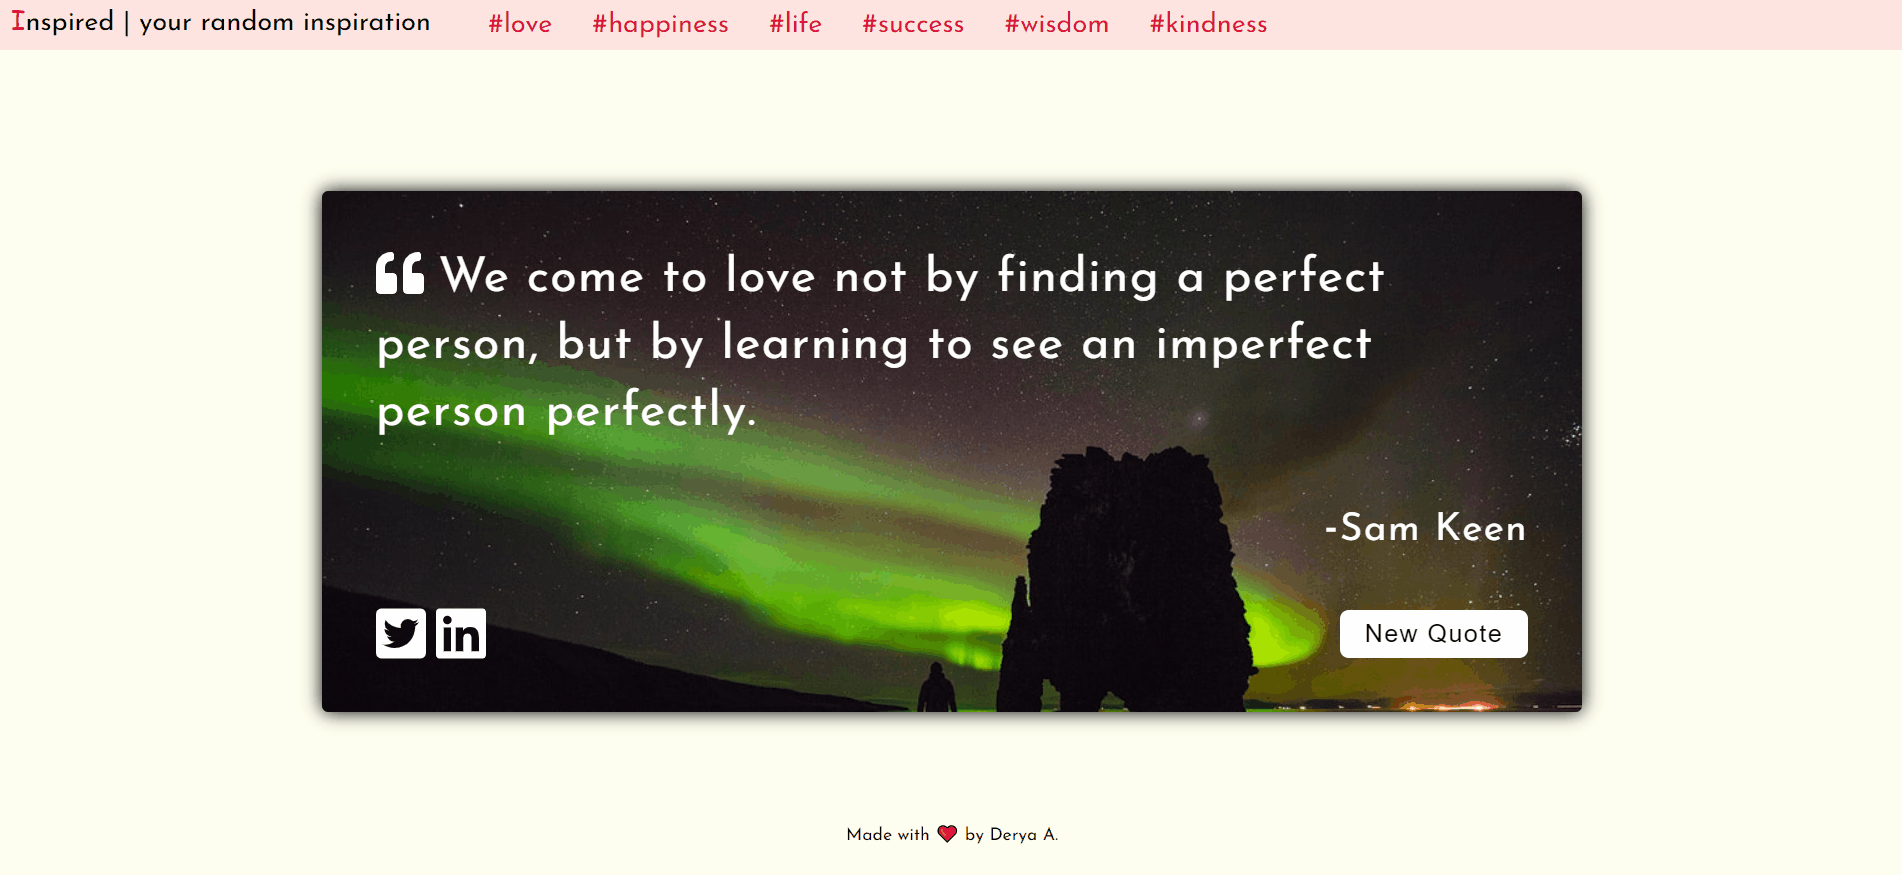 Inspired | your random inspiration #love #happiness #life #success #wisdom #kindness
We come to love not by finding a perfect
person, but by learning to see an imperfect
person perfectly.
-Sam Keen
in
New Quote
Made with ❤ by Derya A.